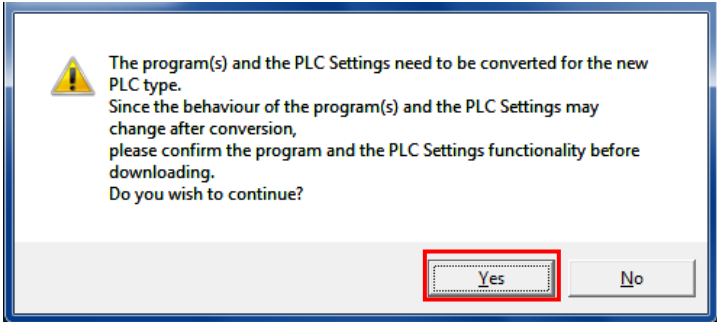 The program(s) and the PLC Settings need to be converted for the new
PLC type.
Since the behaviour of the program(s) and the PLC Settings may
change after conversion,
please confirm the program and the PLC Settings functionality before
downloading.
Do you wish to continue?
Yes
No